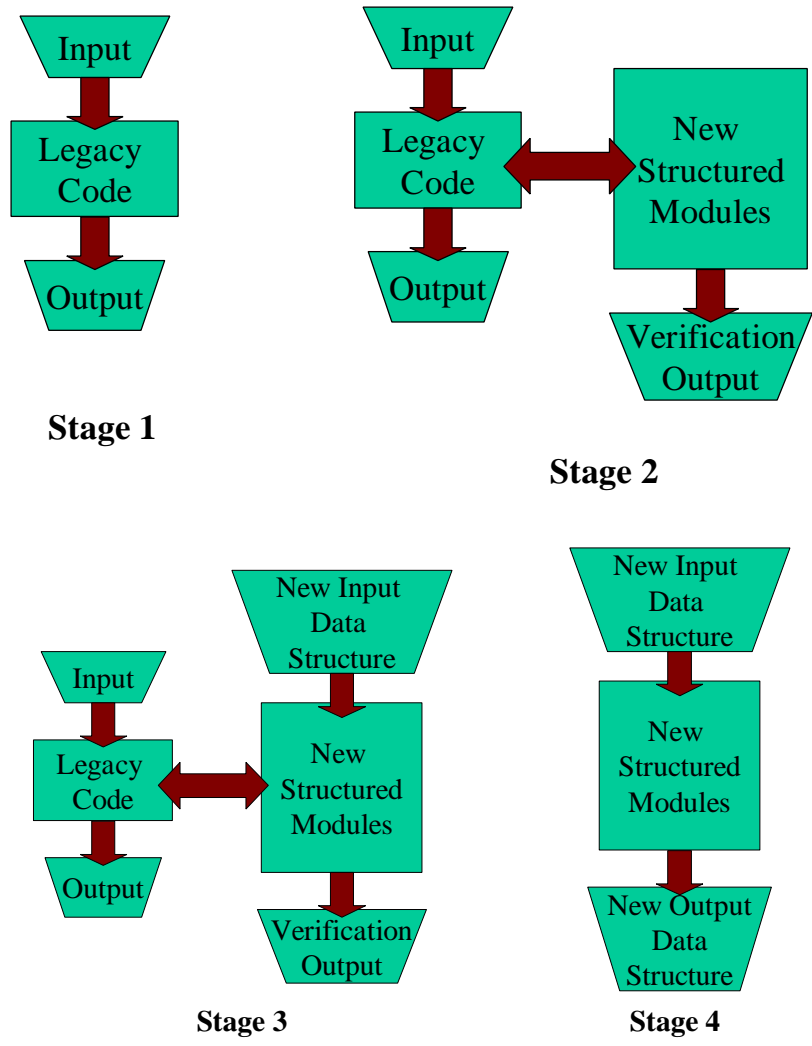 Input
Legacy
Code
Output
Stage 1
Input
Legacy
Code
Output
New
Structured
Modules
Verification
Output
Stage 2
Input
Legacy
Code
Output
New Input
Data
Structure
New
Structured
Modules
Verification
Output
Stage 3
New Input
Data
Structure
New
Structured
Modules
New Output
Data
Structure
Stage 4